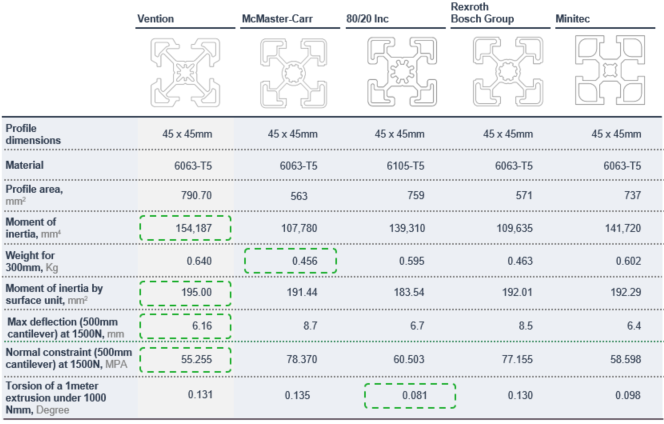 Vention McMaster-Carr 80/20 Inc Rexroth Bosch Group Minitec
Profile dimensions 45 x 45mm 45 x 45mm 45 x 45mm 45 x 45mm 45 x 45mm
Material 6063-T5 6063-T5 6105-T5 6063-T5 6063-T5
Profile area, mm² 790.70 563 759 571 737
Moment of inertia, mm⁴ 154,187 107,780 139,310 109,635 141,720
Weight for 300mm, Kg 0.640 0.456 0.595 0.463 0.602
Moment of inertia by surface unit, mm² 195.00 191.44 183.54 192.01 192.29
Max deflection (500mm cantilever) at 1500N, mm 6.16 8.7 6.7 8.5 6.4
Normal constraint (500mm cantilever) at 1500N, MPA 55.255 78.370 60.503 77.155 58.598
Torsion of a 1meter extrusion under 1000 Nmm, Degree 0.131 0.135 0.081 0.130 0.098